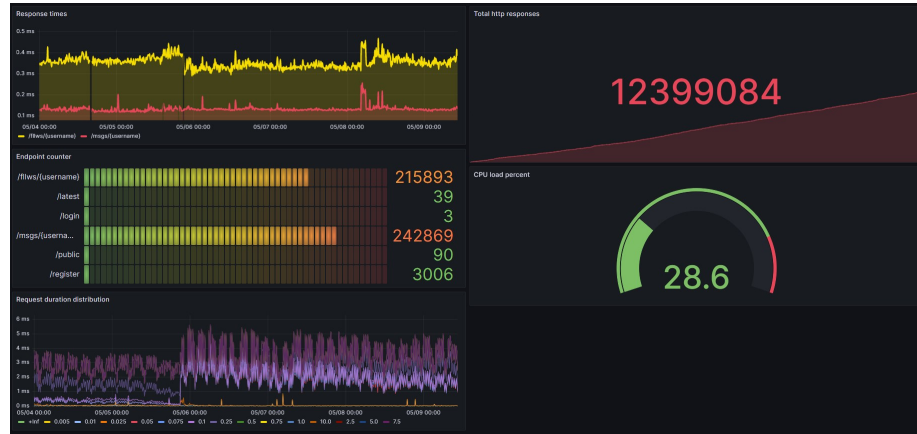 Response times
0.5 ms
0.4 ms
0.3 ms
0.2 ms
0.1 ms
05/04 00:00 05/05 00:00 05/06 00:00 05/07 00:00 05/08 00:00 05/09 00:00
/fllws/{username} /msgs/{username}
Total http responses
12399084
Endpoint counter
/fllws/{username} 215893
/latest 39
/login 3
/msgs/{userna... 242869
/public 90
/register 3006
CPU load percent
28.6
Request duration distribution
6 ms
5 ms
4 ms
3 ms
2 ms
1 ms
0 ms
05/04 00:00 05/05 00:00 05/06 00:00 05/07 00:00 05/08 00:00 05/09 00:00
+Inf 0.005 0.01 0.025 0.05 0.075 0.1 0.25 0.5 0.75 1.0 10.0 2.5 5.0 7.5